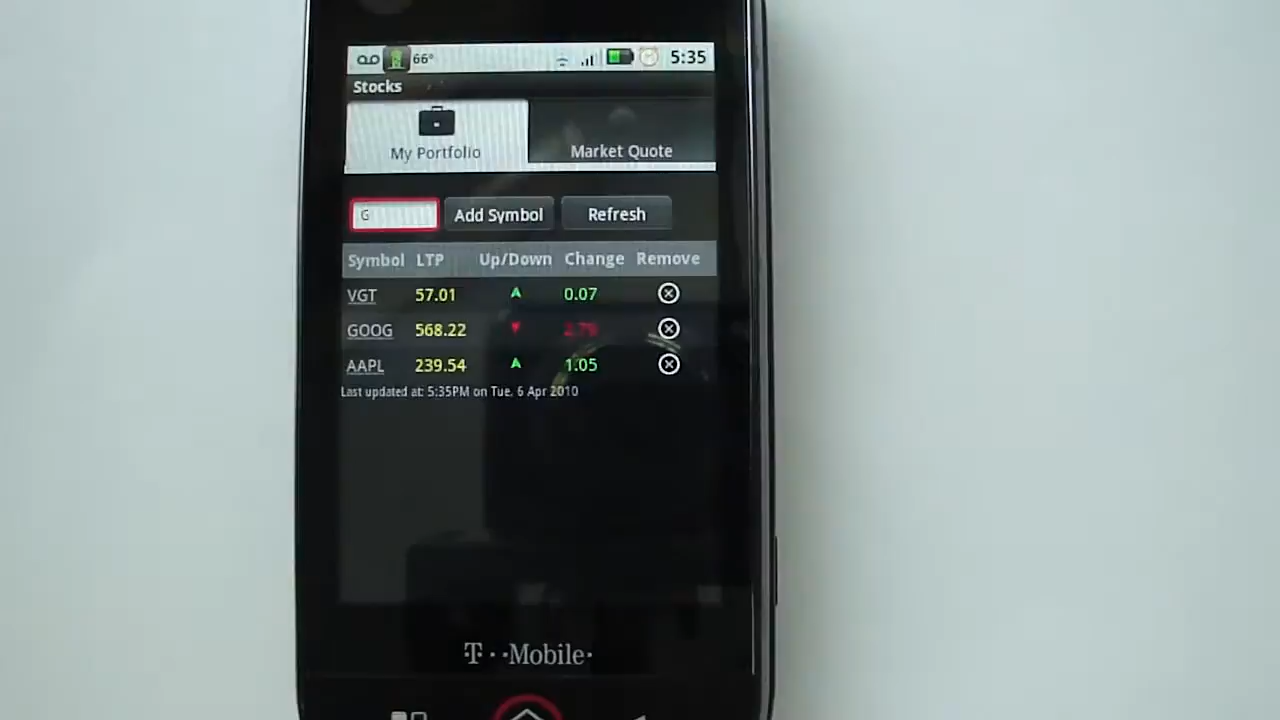 66° 5:35
Stocks
My Portfolio Market Quote
G Add Symbol Refresh
Symbol LTP Up/Down Change Remove
VGT 57.01 0.07
GOOG 568.22 2.79
AAPL 239.54 1.05
Last updated at: 5:35PM on Tue, 6 Apr 2010
T··Mobile·